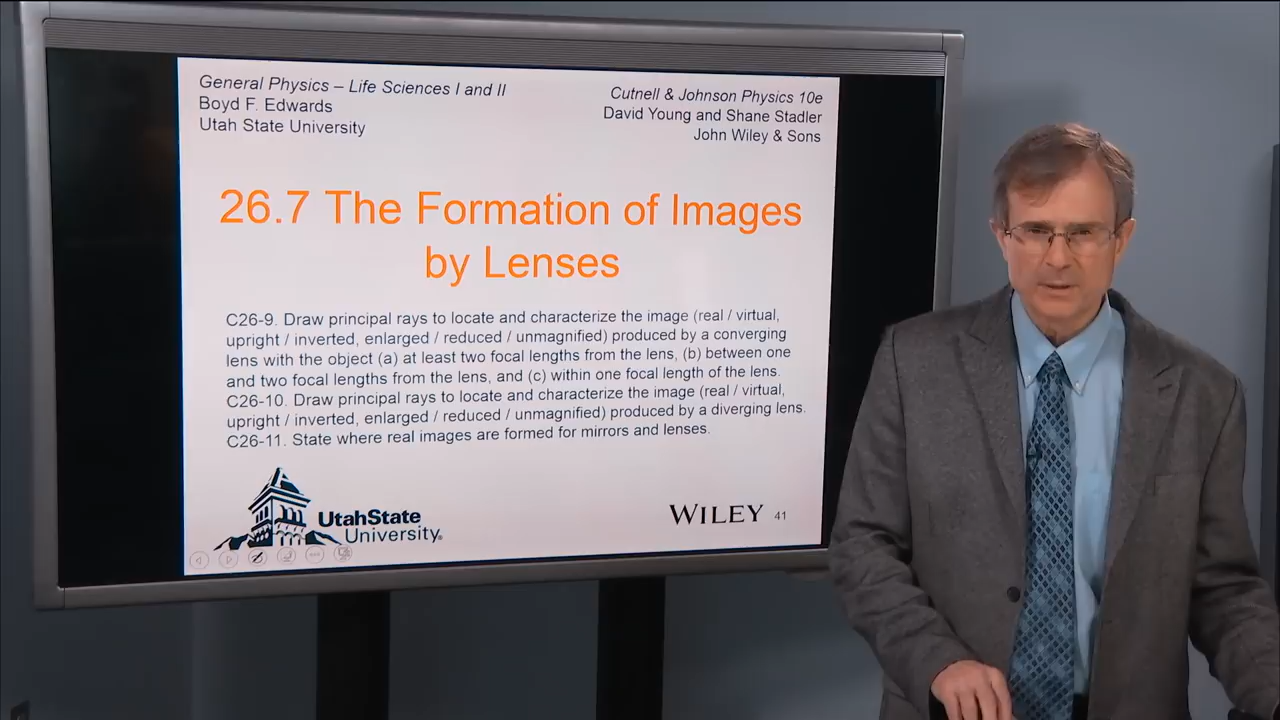 General Physics – Life Sciences I and II
Boyd F. Edwards
Utah State University
Cutnell & Johnson Physics 10e
David Young and Shane Stadler
John Wiley & Sons
26.7 The Formation of Images
by Lenses
C26-9. Draw principal rays to locate and characterize the image (real / virtual,
upright / inverted, enlarged / reduced / unmagnified) produced by a converging
lens with the object (a) at least two focal lengths from the lens, (b) between one
and two focal lengths from the lens, and (c) within one focal length of the lens.
C26-10. Draw principal rays to locate and characterize the image (real / virtual,
upright / inverted, enlarged / reduced / unmagnified) produced by a diverging lens.
C26-11. State where real images are formed for mirrors and lenses.
UtahState
University.
WILEY 41